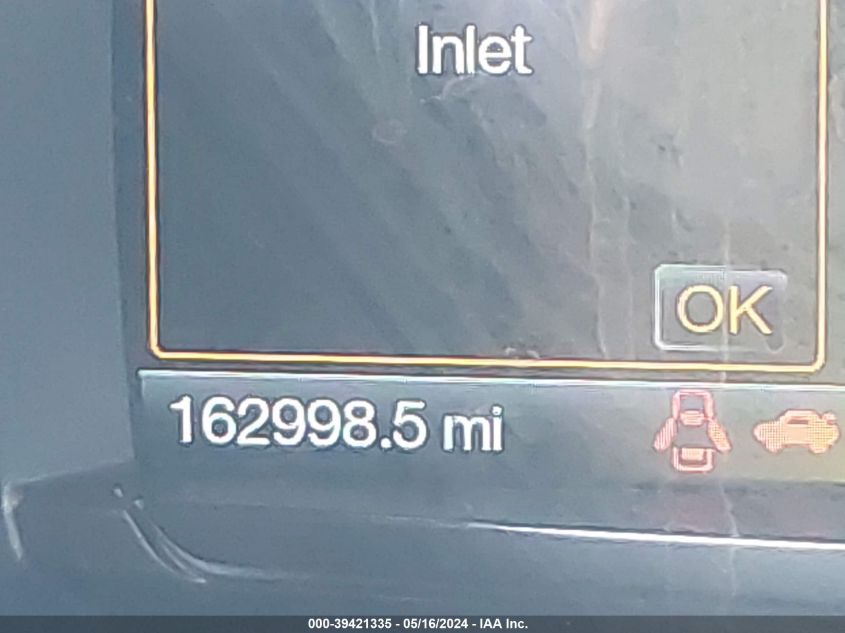 Inlet
OK
162998.5 mi
000-39421335 - 05/16/2024 - IAA Inc.